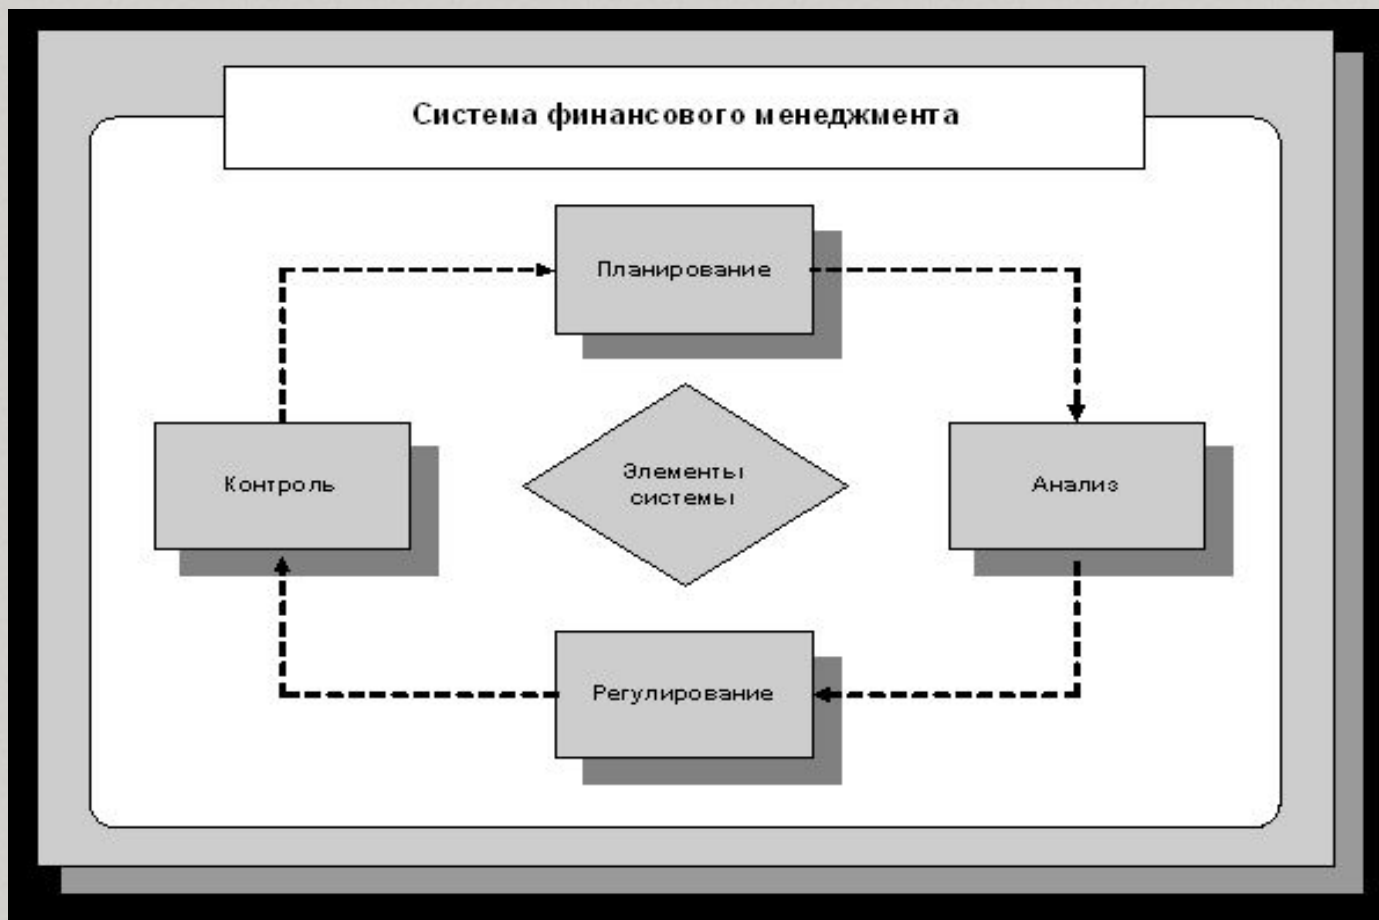 Система финансового менеджмента
Планирование
Контроль
Элементы
системы
Анализ
Регулирование